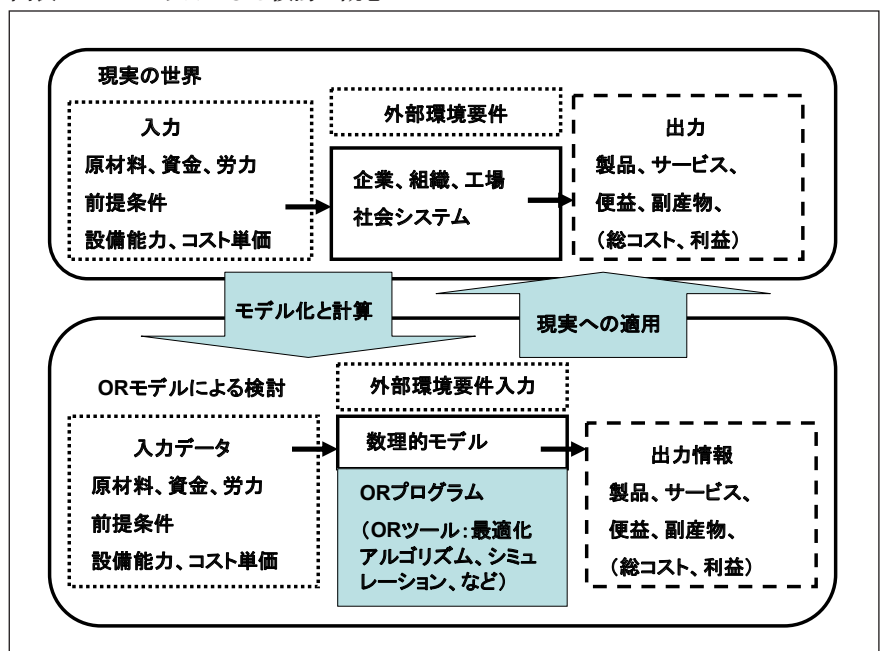 現実の世界
入力
原材料、資金、労力
前提条件
設備能力、コスト単価
外部環境要件
企業、組織、工場
社会システム
出力
製品、サービス、
便益、副産物、
(総コスト、利益)
モデル化と計算
現実への適用
ORモデルによる検討
入力データ
原材料、資金、労力
前提条件
設備能力、コスト単価
外部環境要件入力
数理的モデル
ORプログラム
(ORツール:最適化
アルゴリズム、シミュ
レーション、など)
出力情報
製品、サービス、
便益、副産物、
(総コスト、利益)